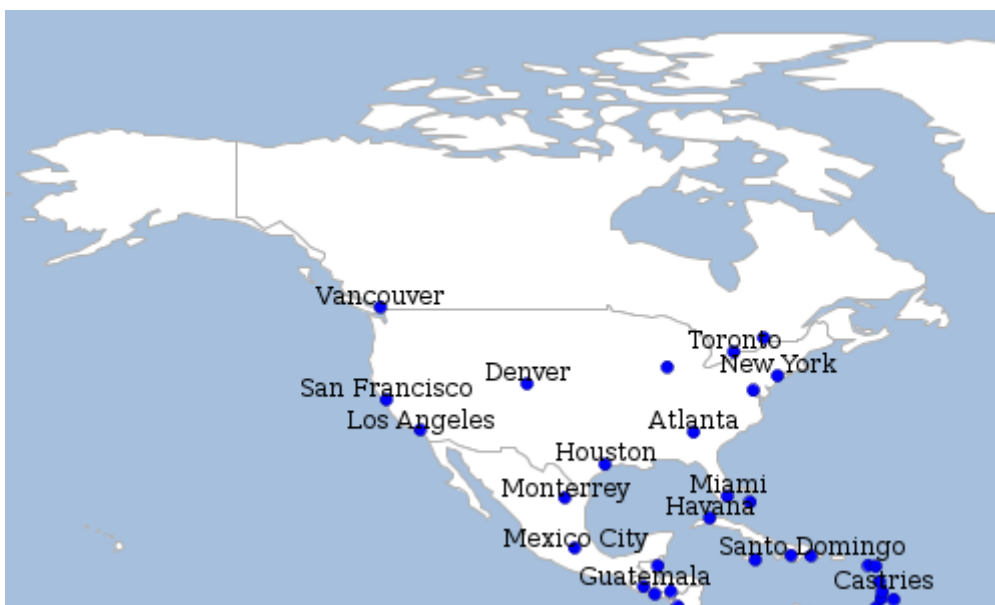 Vancouver
Toronto
New York
Denver
San Francisco
Los Angeles
Atlanta
Houston
Monterrey
Miami
Havana
Mexico City
Santo Domingo
Guatemala
Castries